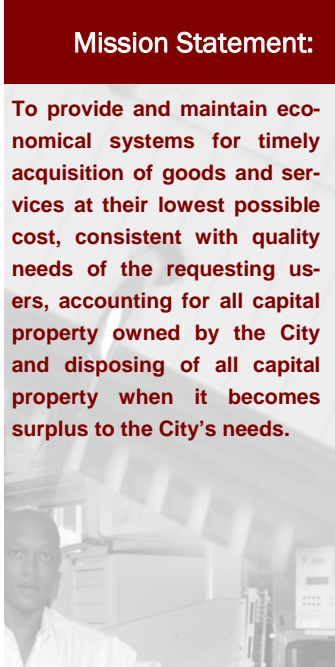 Mission Statement:
To provide and maintain eco-
nomical systems for timely
acquisition of goods and ser-
vices at their lowest possible
cost, consistent with quality
needs of the requesting us-
ers, accounting for all capital
property owned by the City
and disposing of all capital
property when it becomes
surplus to the City’s needs.